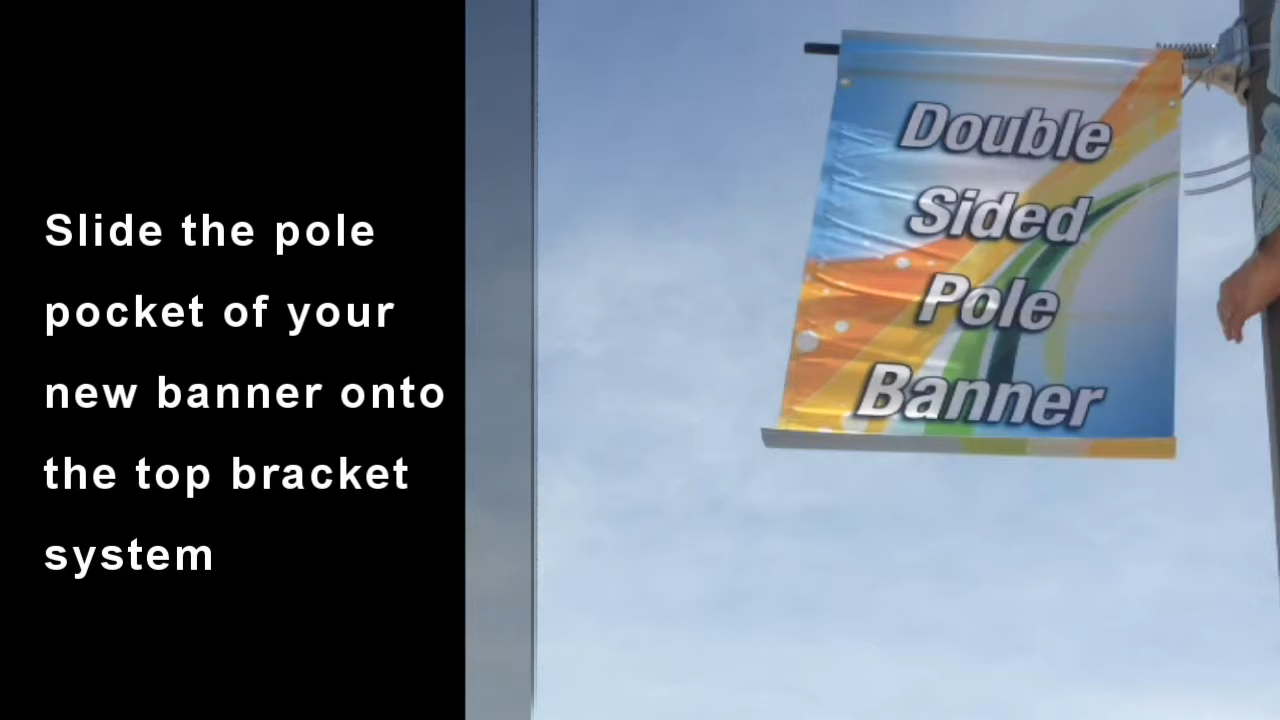 Slide the pole
pocket of your
new banner onto
the top bracket
system
Double
Sided
Pole
Banner